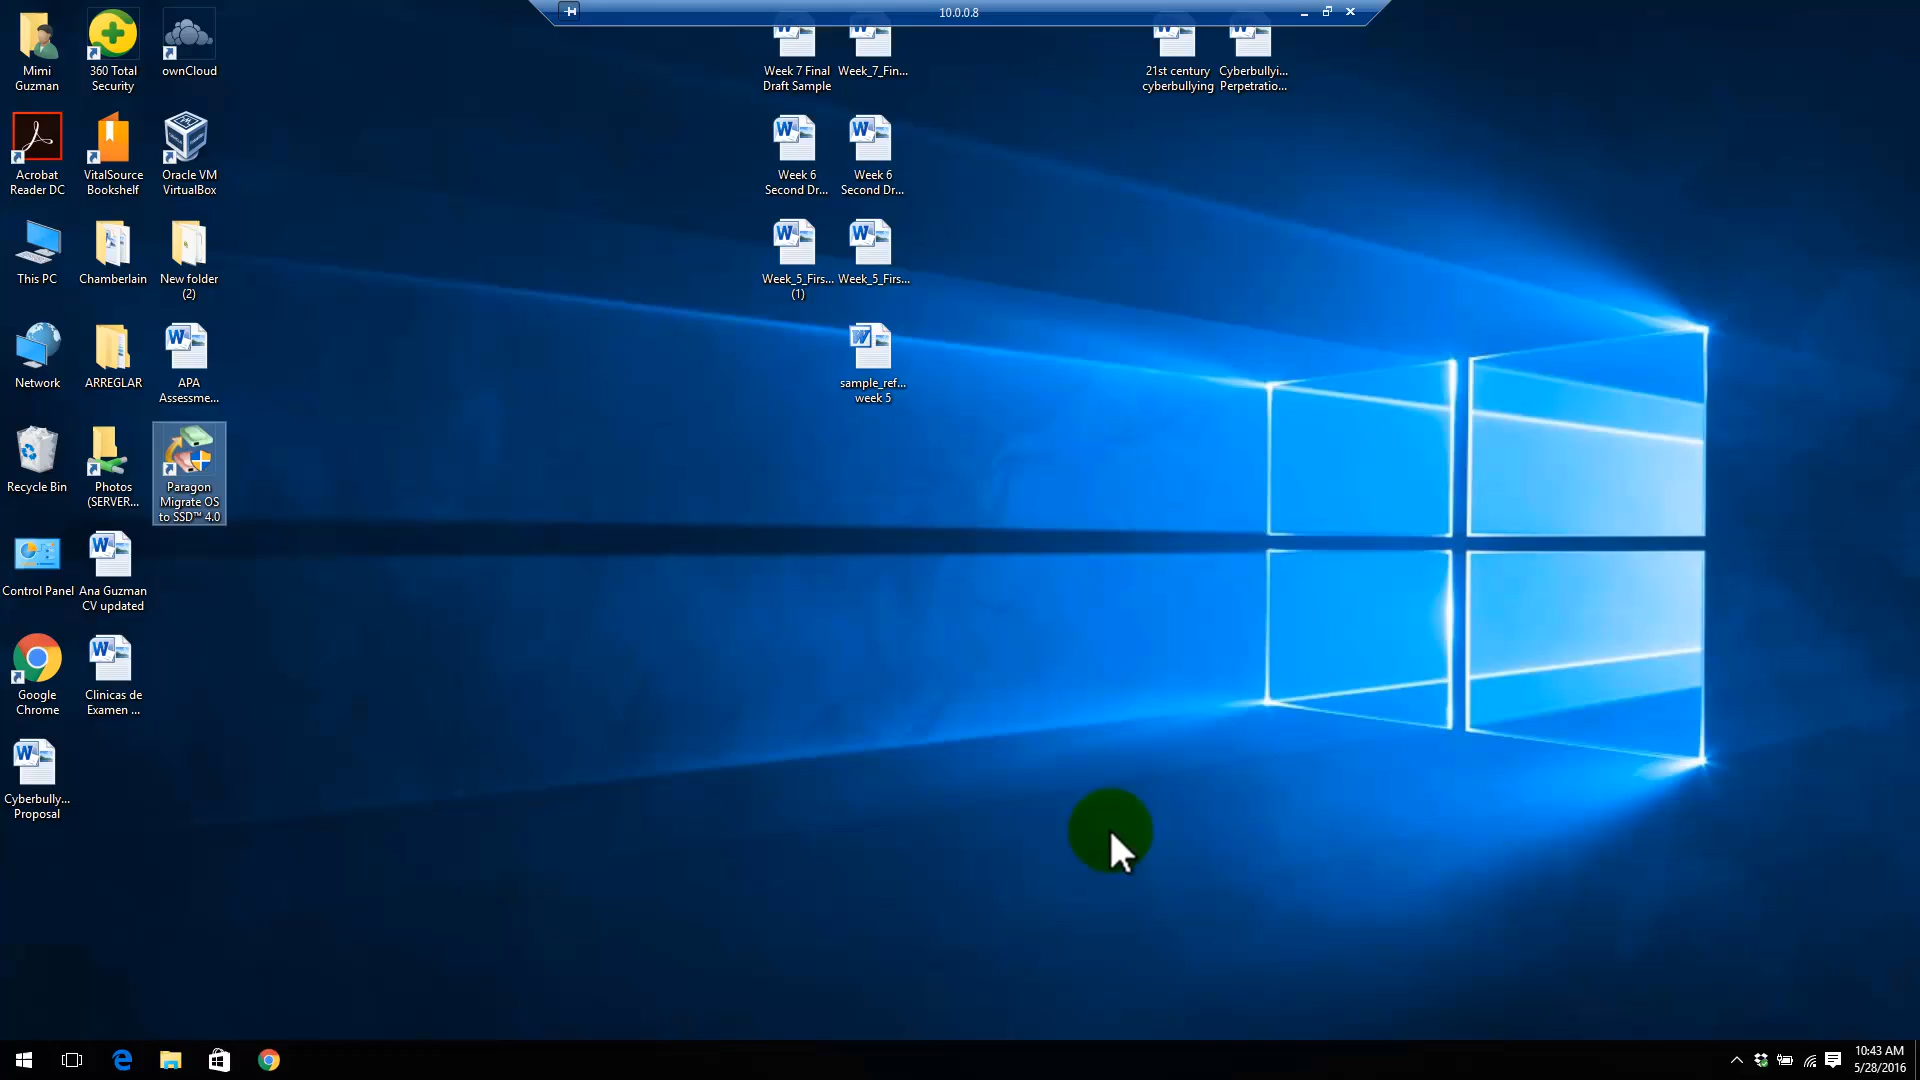 10.0.0.8
Mimi
Guzman
360 Total
Security
ownCloud
Week 7 Final
Draft Sample
Week_7_Fin...
21st century
cyberbullying
Cyberbullyi...
Perpetratio...
Acrobat
Reader DC
VitalSource
Bookshelf
Oracle VM
VirtualBox
Week 6
Second Dr...
Week 6
Second Dr...
This PC
Chamberlain
New folder
(2)
Week_5_Firs...
(1)
Week_5_Firs...
Network
ARREGLAR
APA
Assessme...
sample_ref...
week 5
Recycle Bin
Photos
(SERVER...
Paragon
Migrate OS
to SSD™ 4.0
Control Panel
Ana Guzman
CV updated
Google
Chrome
Clinicas de
Examen ...
Cyberbully...
Proposal
10:43 AM
5/28/2016